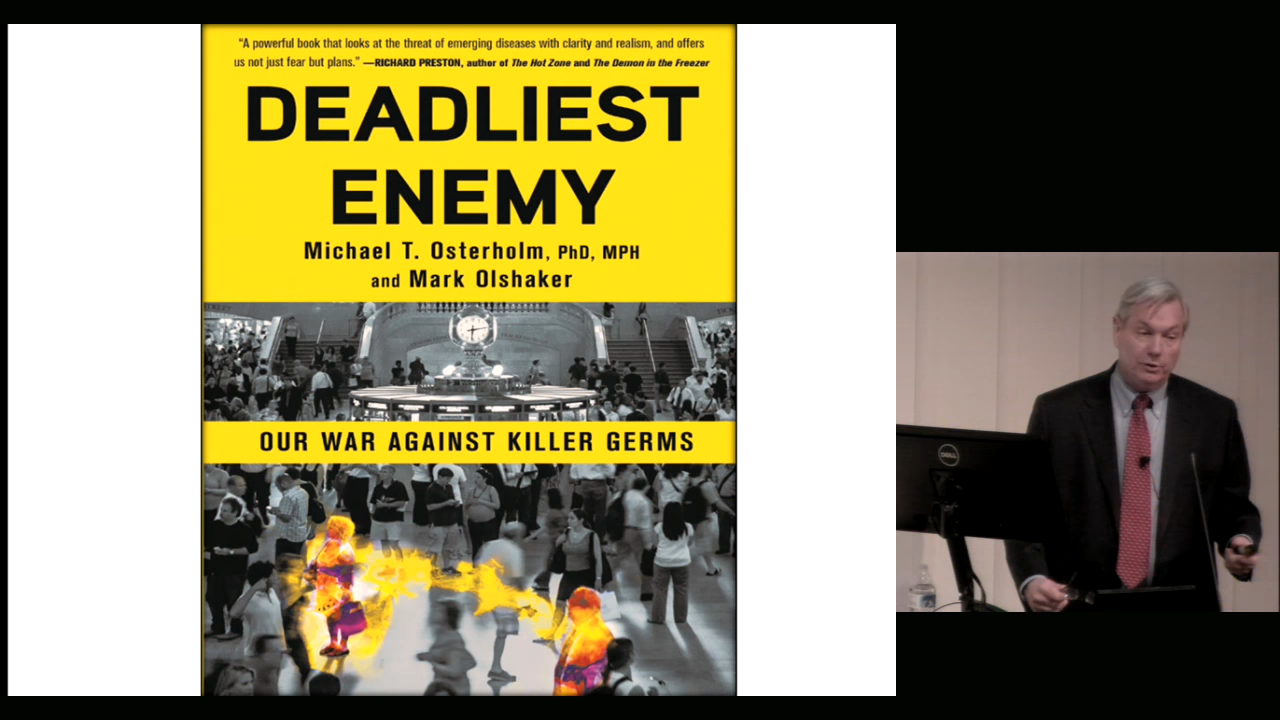 “A powerful book that looks at the threat of emerging diseases with clarity and realism, and offers
us not just fear but plans.” —RICHARD PRESTON, author of The Hot Zone and The Demon in the Freezer
DEADLIEST
ENEMY
Michael T. Osterholm, PhD, MPH
and Mark Olshaker
OUR WAR AGAINST KILLER GERMS
DELL